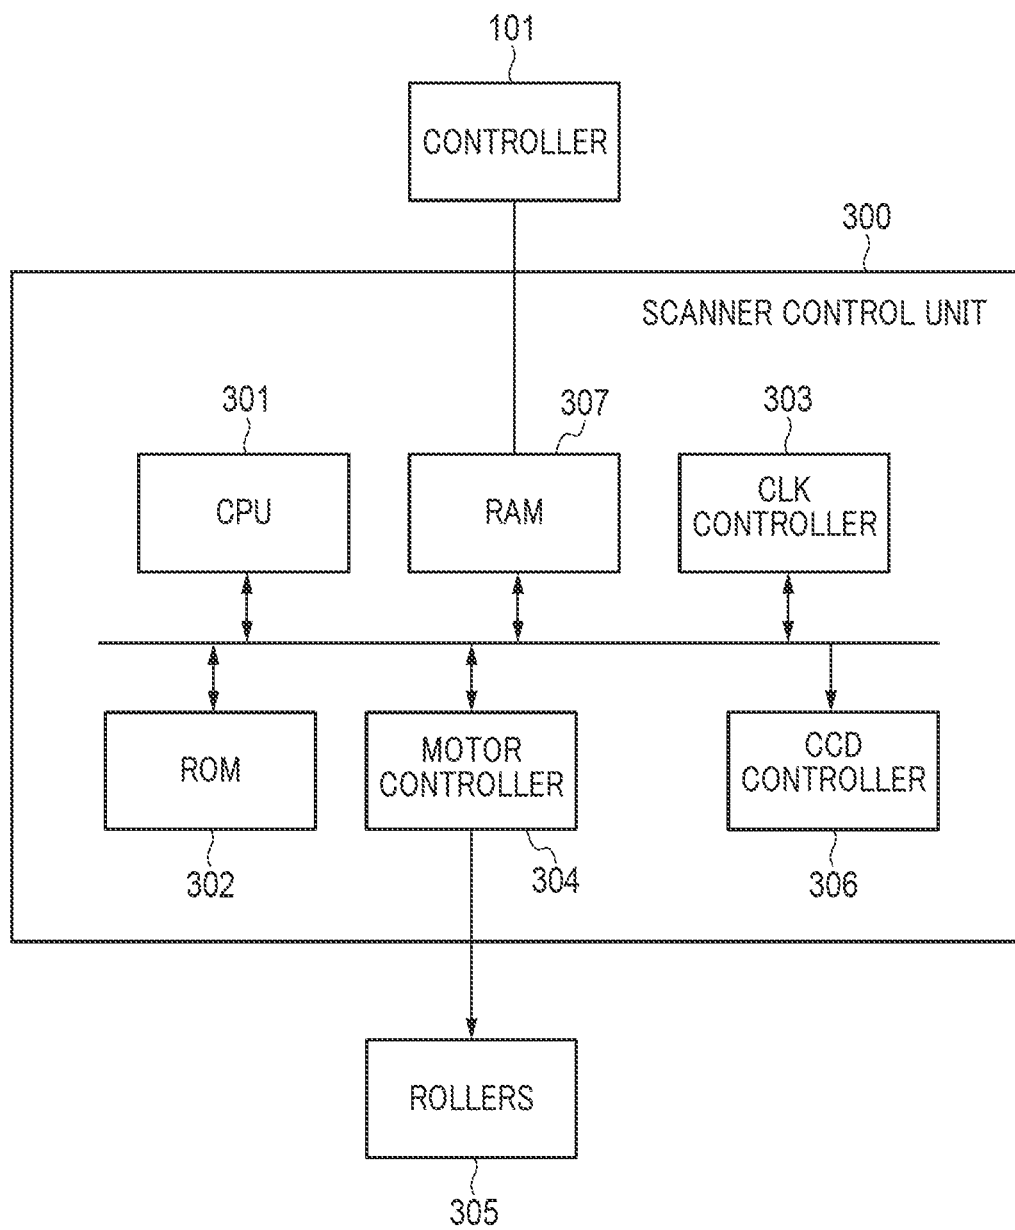 101
CONTROLLER
300
SCANNER CONTROL UNIT
301
307
303
CPU
RAM
CLK
CONTROLLER
ROM
MOTOR
CONTROLLER
CCD
CONTROLLER
302
304
306
ROLLERS
305